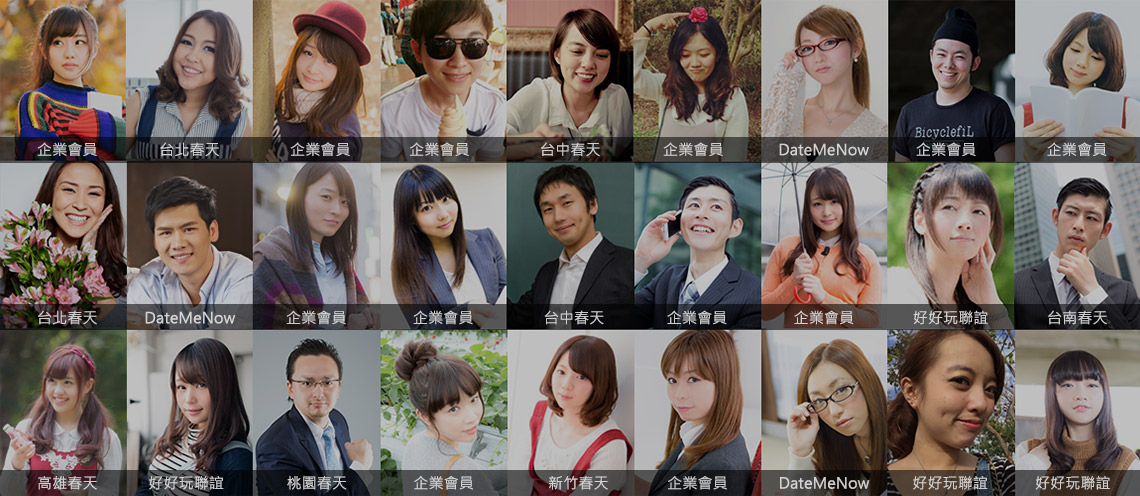 企業會員
台北春天
企業會員
企業會員
台中春天
企業會員
DateMeNow
BicyclefiL
企業會員
企業會員
台北春天
DateMeNow
企業會員
企業會員
台中春天
企業會員
企業會員
好好玩聯誼
台南春天
高雄春天
好好玩聯誼
桃園春天
企業會員
新竹春天
企業會員
DateMeNow
好好玩聯誼
好好玩聯誼